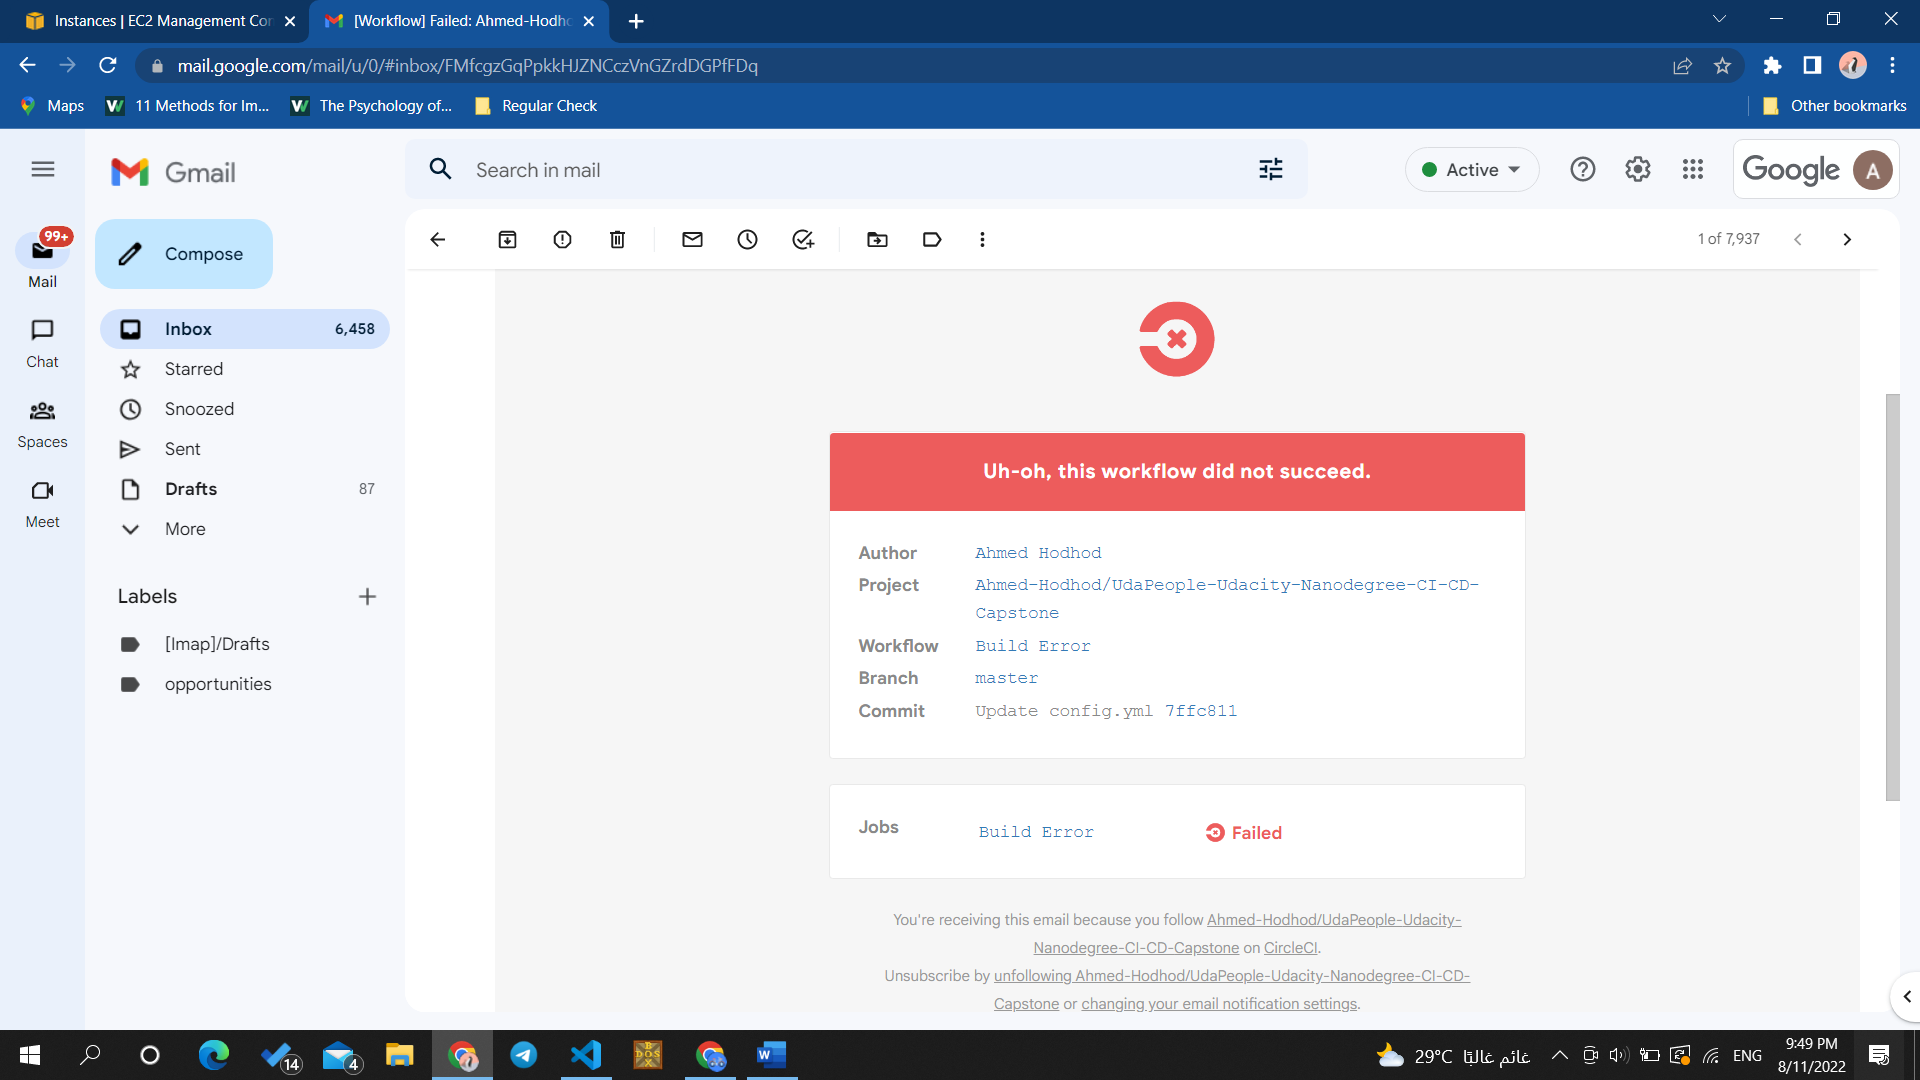 Instances | EC2 Management Con
[Workflow] Failed: Ahmed-Hodho
mail.google.com/mail/u/0/#inbox/FMfcgzGqPpkkHJZNCczVnGZrdDGPfFDq
Maps
11 Methods for Im...
The Psychology of...
Regular Check
Other bookmarks
Gmail
Search in mail
Active
Google
A
99+
Mail
Compose
1 of 7,937
Inbox 6,458
Chat
Starred
Snoozed
Spaces
Sent
Drafts 87
Meet
More
Labels
[Imap]/Drafts
opportunities
Uh-oh, this workflow did not succeed.
Author Ahmed Hodhod
Project Ahmed-Hodhod/UdaPeople-Udacity-Nanodegree-CI-CD-
Capstone
Workflow Build Error
Branch master
Commit Update config.yml 7ffc811
Jobs Build Error Failed
You're receiving this email because you follow Ahmed-Hodhod/UdaPeople-Udacity-
Nanodegree-CI-CD-Capstone on CircleCI.
Unsubscribe by unfollowing Ahmed-Hodhod/UdaPeople-Udacity-Nanodegree-CI-CD-
Capstone or changing your email notification settings.
14
4
B
DOS
X
W
29°C غائم غالبًا
ENG
9:49 PM
8/11/2022